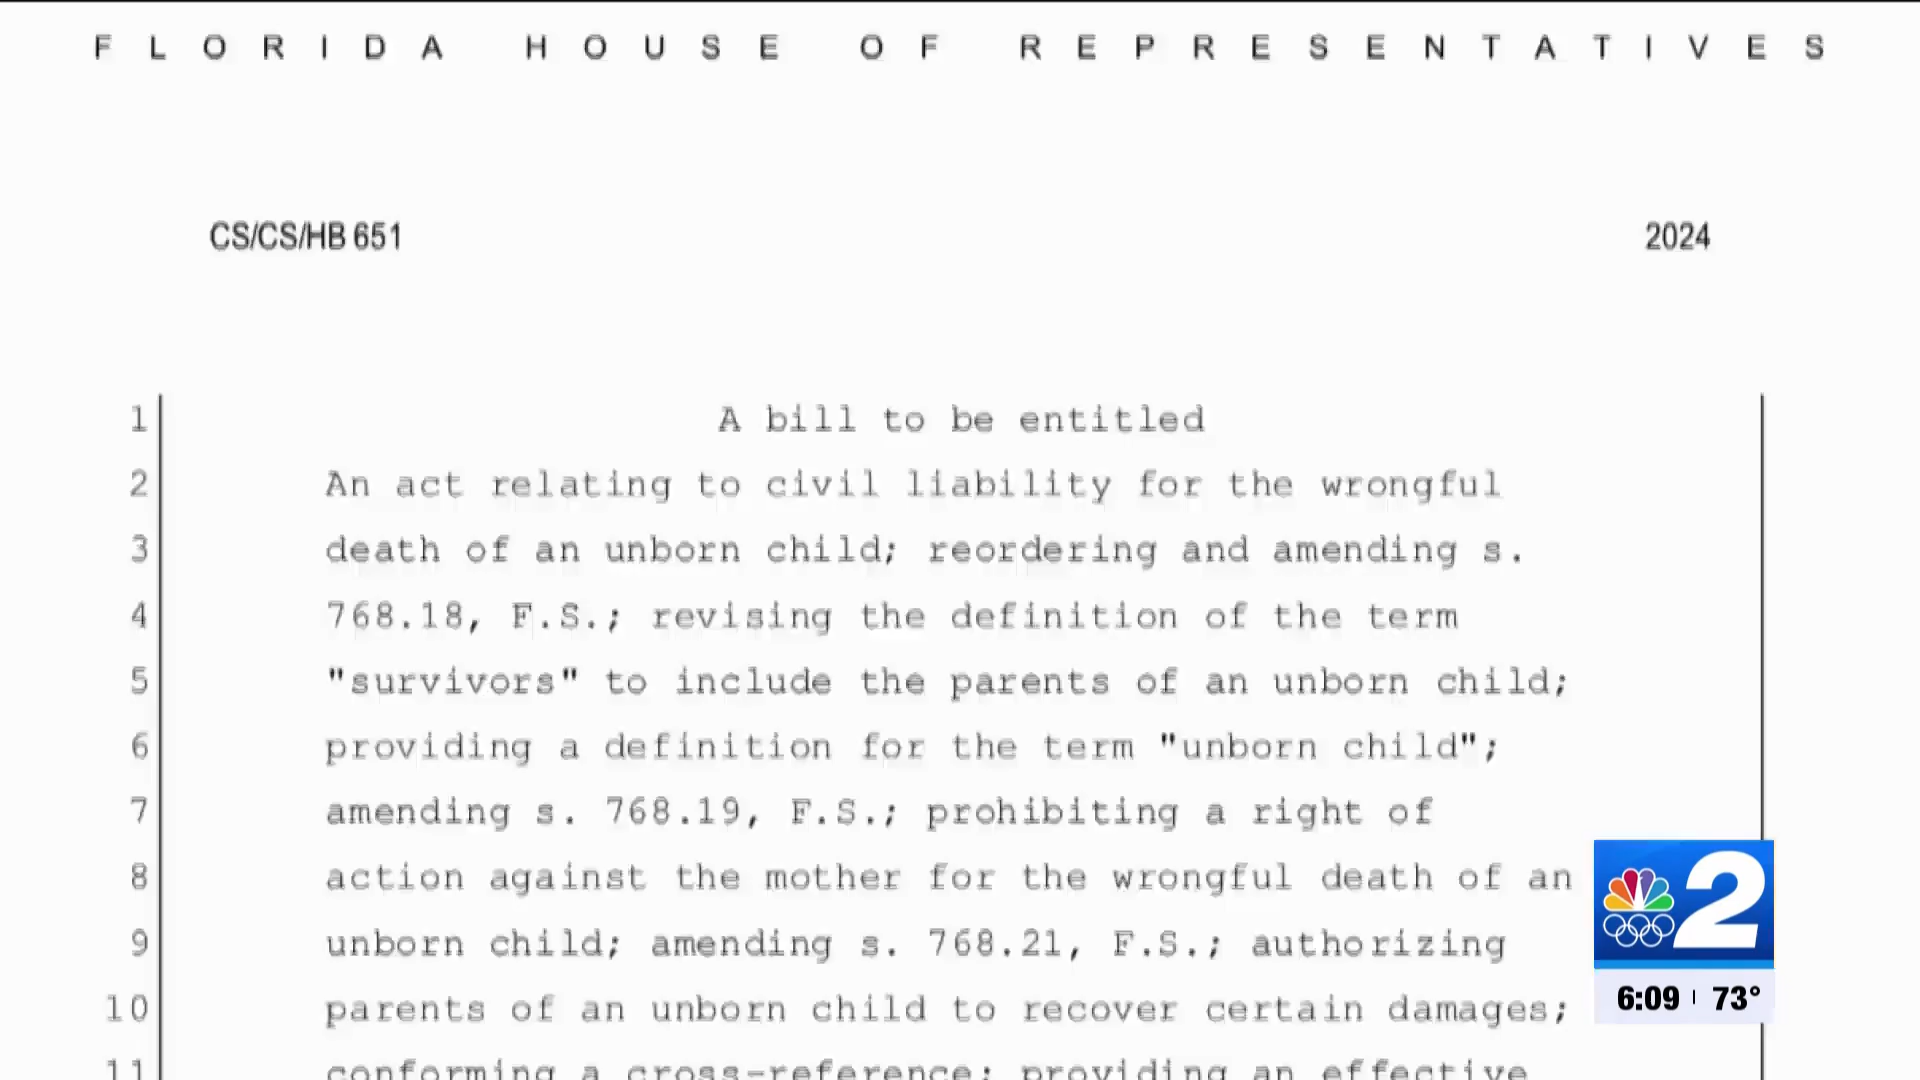 FLORIDA HOUSE OF REPRESENTATIVES
CS/CS/HB 651 2024
1 A bill to be entitled
2 An act relating to civil liability for the wrongful
3 death of an unborn child; reordering and amending s.
4 768.18, F.S.; revising the definition of the term
5 "survivors" to include the parents of an unborn child;
6 providing a definition for the term "unborn child";
7 amending s. 768.19, F.S.; prohibiting a right of
8 action against the mother for the wrongful death of an
9 unborn child; amending s. 768.21, F.S.; authorizing
10 parents of an unborn child to recover certain damages;
11 conforming a cross-reference; providing an effective
2
6:09 73°